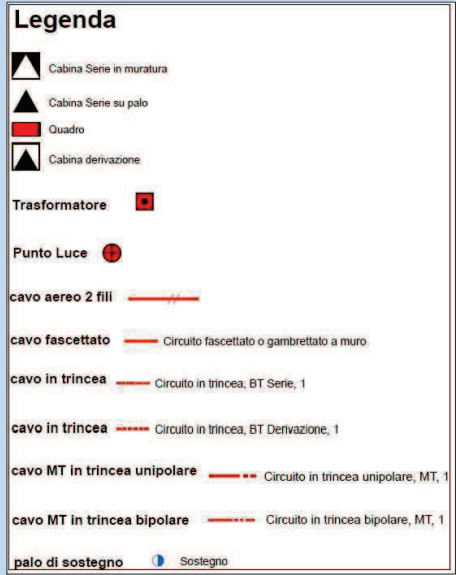 Legenda
Cabina Serie in muratura
Cabina Serie su palo
Quadro
Cabina derivazione
Trasformatore
Punto Luce
cavo aereo 2 fili
cavo fascettato Circuito fascettato o gambrettato a muro
cavo in trincea Circuito in trincea, BT Serie, 1
cavo in trincea Circuito in trincea, BT Derivazione, 1
cavo MT in trincea unipolare Circuito in trincea unipolare, MT, 1
cavo MT in trincea bipolare Circuito in trincea bipolare, MT, 1
palo di sostegno Sostegno